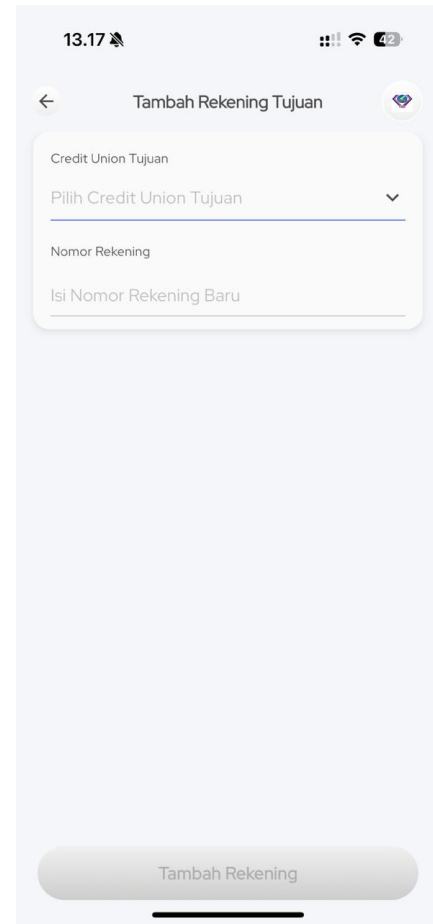 13.17
42
Tambah Rekening Tujuan
Credit Union Tujuan
Pilih Credit Union Tujuan
Nomor Rekening
Isi Nomor Rekening Baru
Tambah Rekening